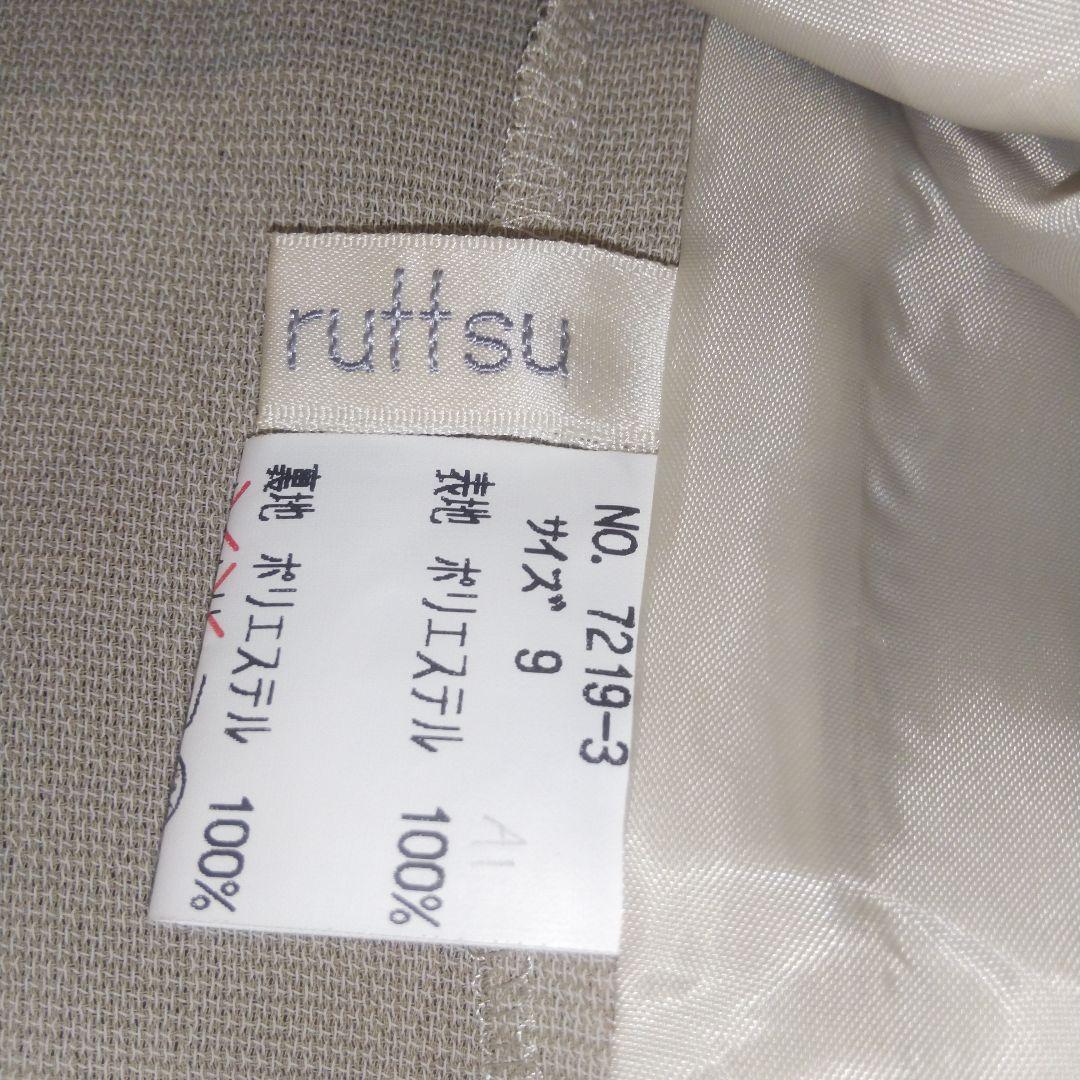 ruttsu
NO. 7219-3
サイズ 9
表地 ポリエステル 100%
裏地 ポリエステル 100%
A1